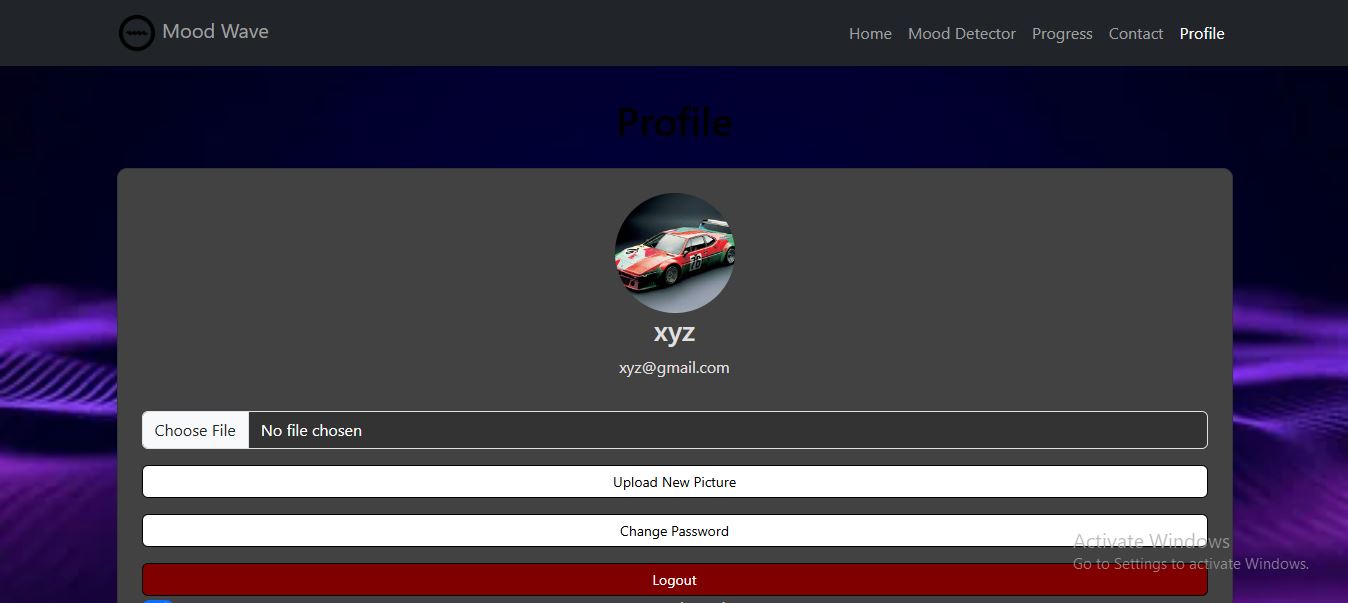 Mood Wave
Home Mood Detector Progress Contact Profile
Profile
76
xyz
xyz@gmail.com
Choose File No file chosen
Upload New Picture
Change Password
Activate Windows
Go to Settings to activate Windows.
Logout